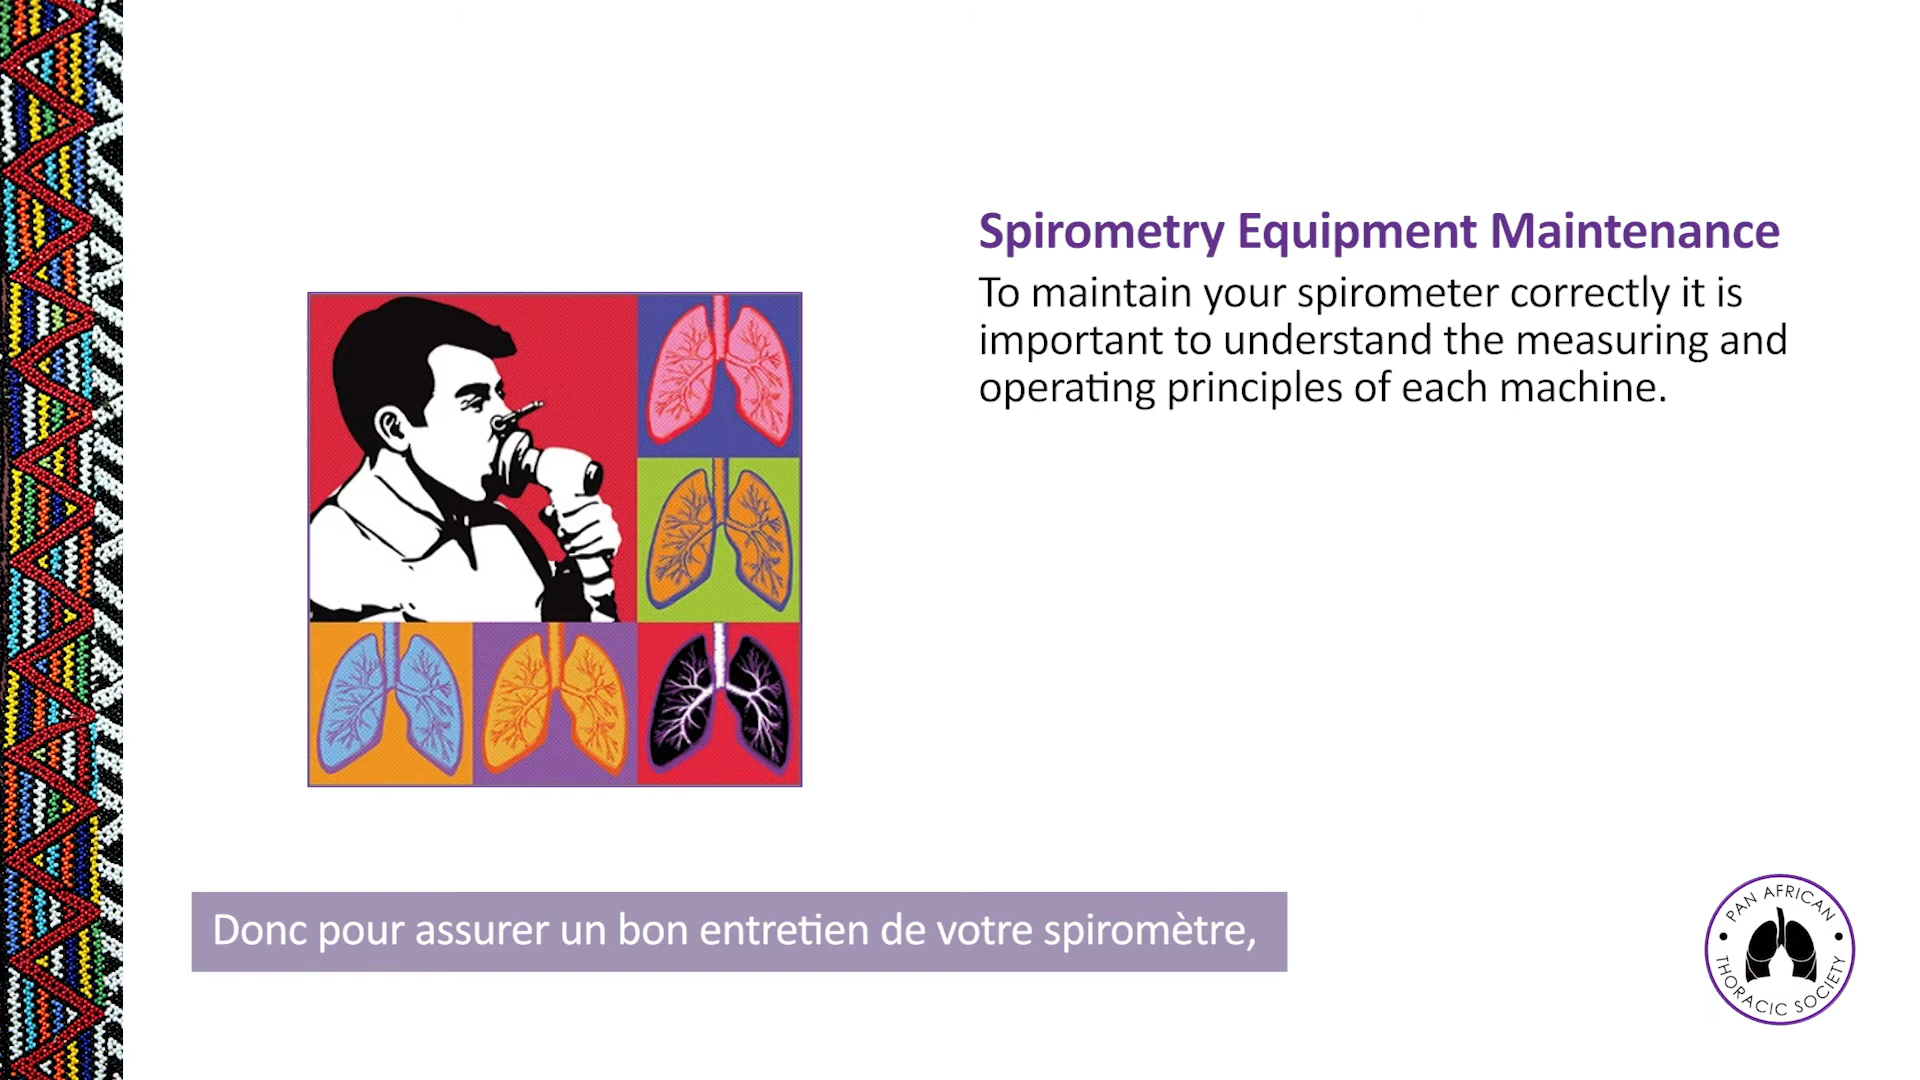 Spirometry Equipment Maintenance
To maintain your spirometer correctly it is
important to understand the measuring and
operating principles of each machine.
Donc pour assurer un bon entretien de votre spiromètre,
PAN AFRICAN
THORACIC SOCIETY